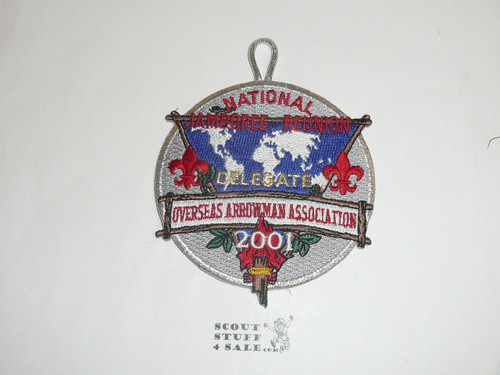 NATIONAL
JAMBOREE REUNION
DELEGATE
OVERSEAS ARROWMAN ASSOCIATION
2001
SCOUT
STUFF
4 SALE.com